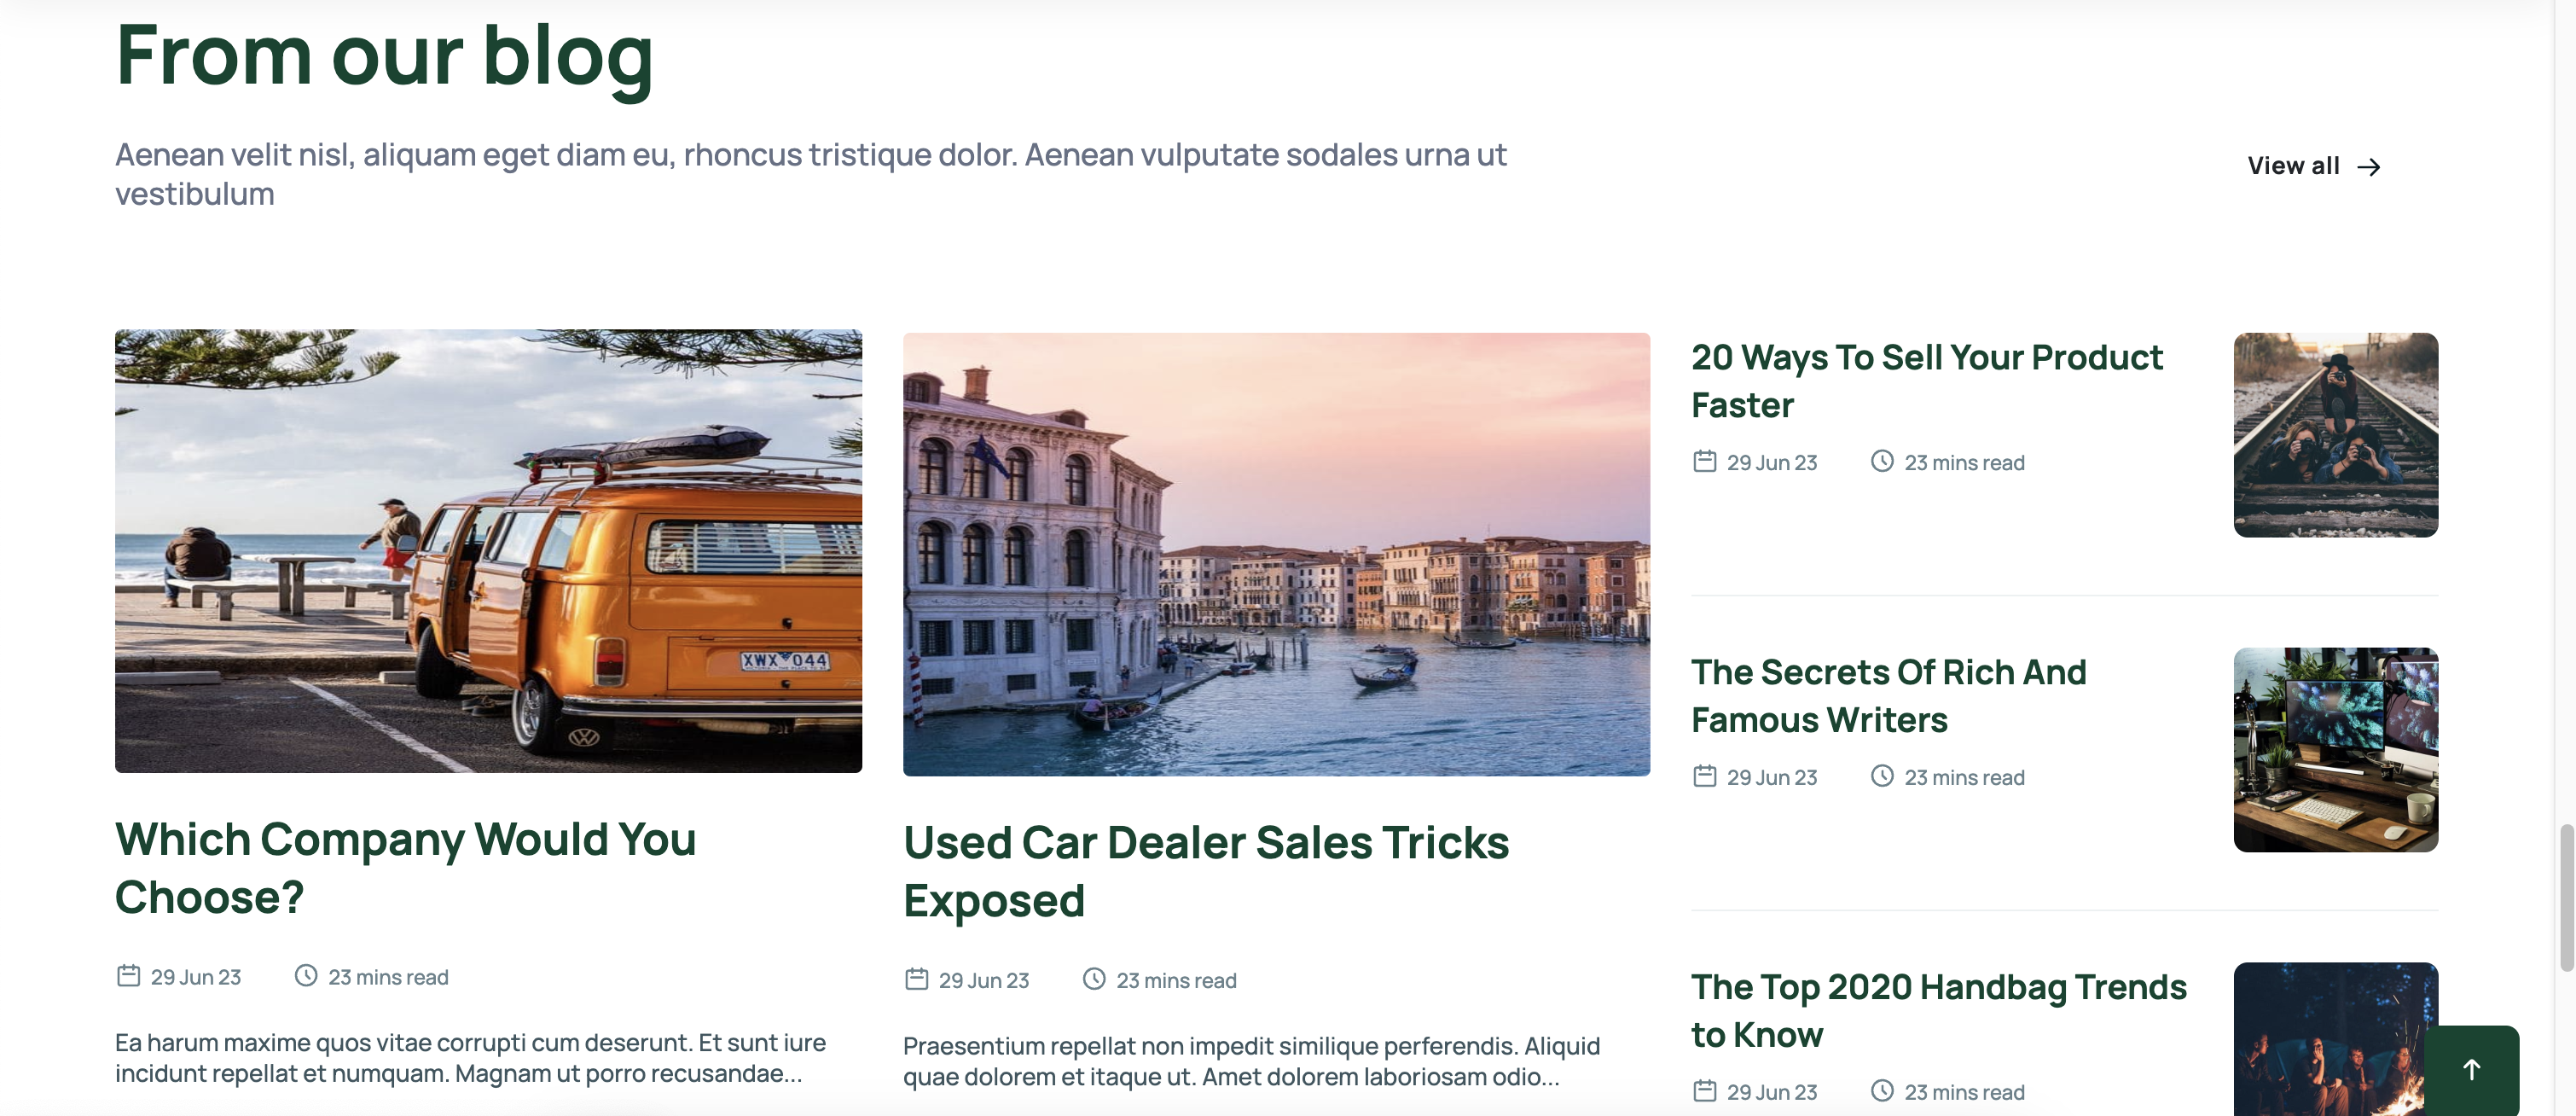 From our blog
Aenean velit nisl, aliquam eget diam eu, rhoncus tristique dolor. Aenean vulputate sodales urna ut
vestibulum
View all
XWX 044
Which Company Would You
Choose?
29 Jun 23
23 mins read
Ea harum maxime quos vitae corrupti cum deserunt. Et sunt iure
incidunt repellat et numquam. Magnam ut porro recusandae...
Used Car Dealer Sales Tricks
Exposed
29 Jun 23
23 mins read
Praesentium repellat non impedit similique perferendis. Aliquid
quae dolorem et itaque ut. Amet dolorem laboriosam odio...
20 Ways To Sell Your Product
Faster
29 Jun 23
23 mins read
The Secrets Of Rich And
Famous Writers
29 Jun 23
23 mins read
The Top 2020 Handbag Trends
to Know
29 Jun 23
23 mins read